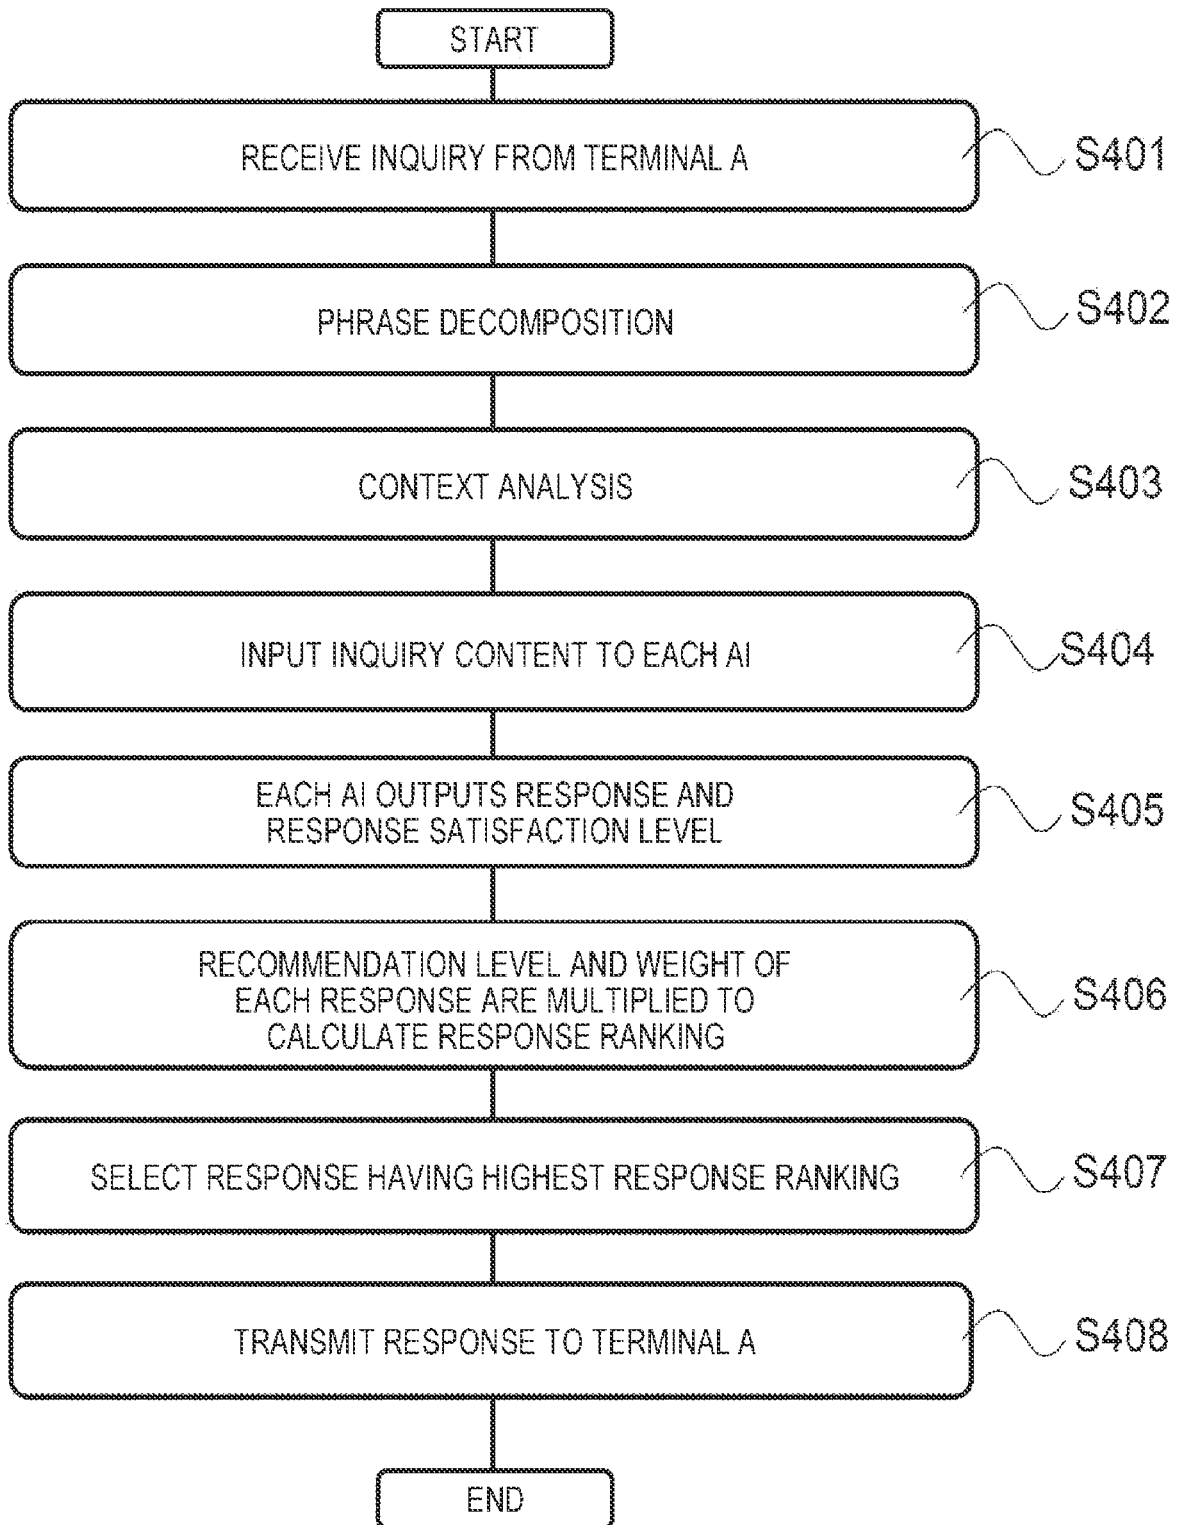 START
RECEIVE INQUIRY FROM TERMINAL A
S401
PHRASE DECOMPOSITION
S402
CONTEXT ANALYSIS
S403
INPUT INQUIRY CONTENT TO EACH AI
S404
EACH AI OUTPUTS RESPONSE AND
RESPONSE SATISFACTION LEVEL
S405
RECOMMENDATION LEVEL AND WEIGHT OF
EACH RESPONSE ARE MULTIPLIED TO
CALCULATE RESPONSE RANKING
S406
SELECT RESPONSE HAVING HIGHEST RESPONSE RANKING
S407
TRANSMIT RESPONSE TO TERMINAL A
S408
END